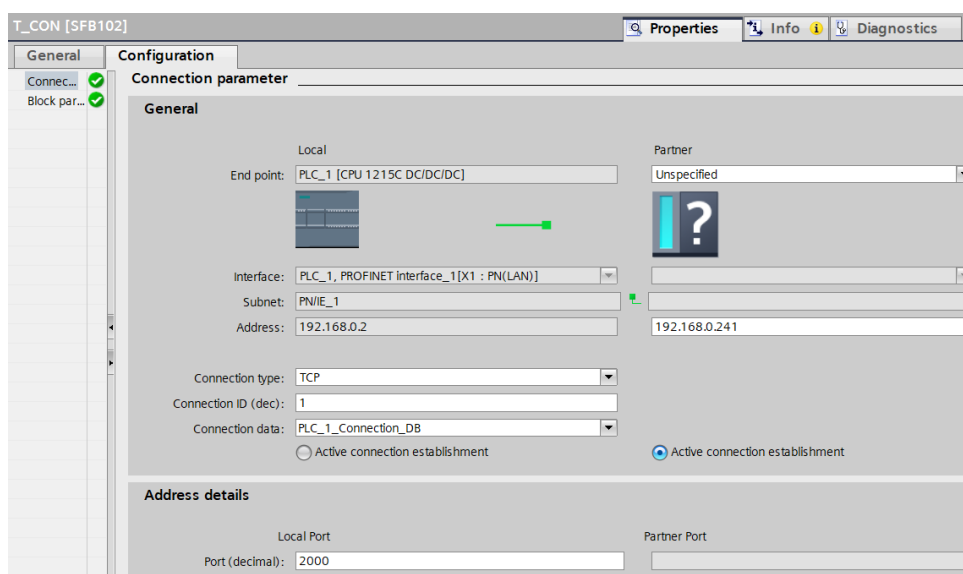 T_CON [SFB102]
Properties Info Diagnostics
General Configuration
Connec...
Block par...
Connection parameter
General
Local Partner
End point: PLC_1 [CPU 1215C DC/DC/DC] Unspecified
?
Interface: PLC_1, PROFINET interface_1[X1 : PN(LAN)]
Subnet: PN/IE_1
Address: 192.168.0.2 192.168.0.241
Connection type: TCP
Connection ID (dec): 1
Connection data: PLC_1_Connection_DB
Active connection establishment Active connection establishment
Address details
Local Port Partner Port
Port (decimal): 2000